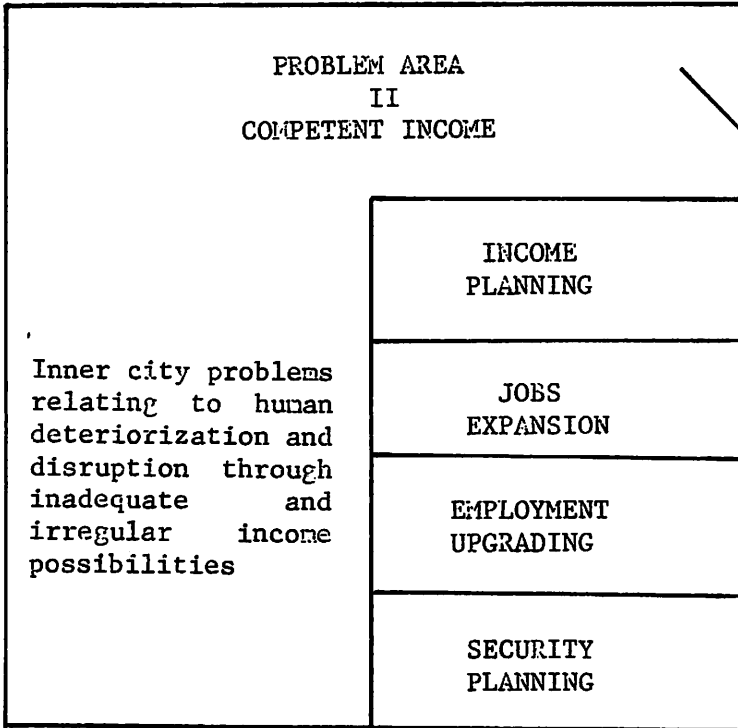 PROBLEM AREA
II
COMPETENT INCOME
Inner city problems
relating to human
deteriorization and
disruption through
inadequate and
irregular income
possibilities
INCOME
PLANNING
JOBS
EXPANSION
EMPLOYMENT
UPGRADING
SECURITY
PLANNING